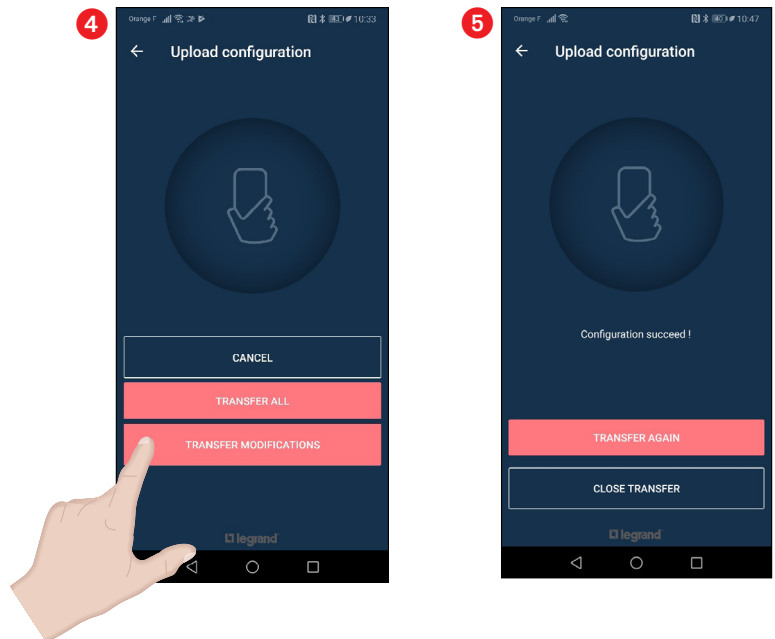 4
Orange F 10:33
Upload configuration
CANCEL
TRANSFER ALL
TRANSFER MODIFICATIONS
legrand
5
Orange F 10:47
Upload configuration
Configuration succeed !
TRANSFER AGAIN
CLOSE TRANSFER
legrand